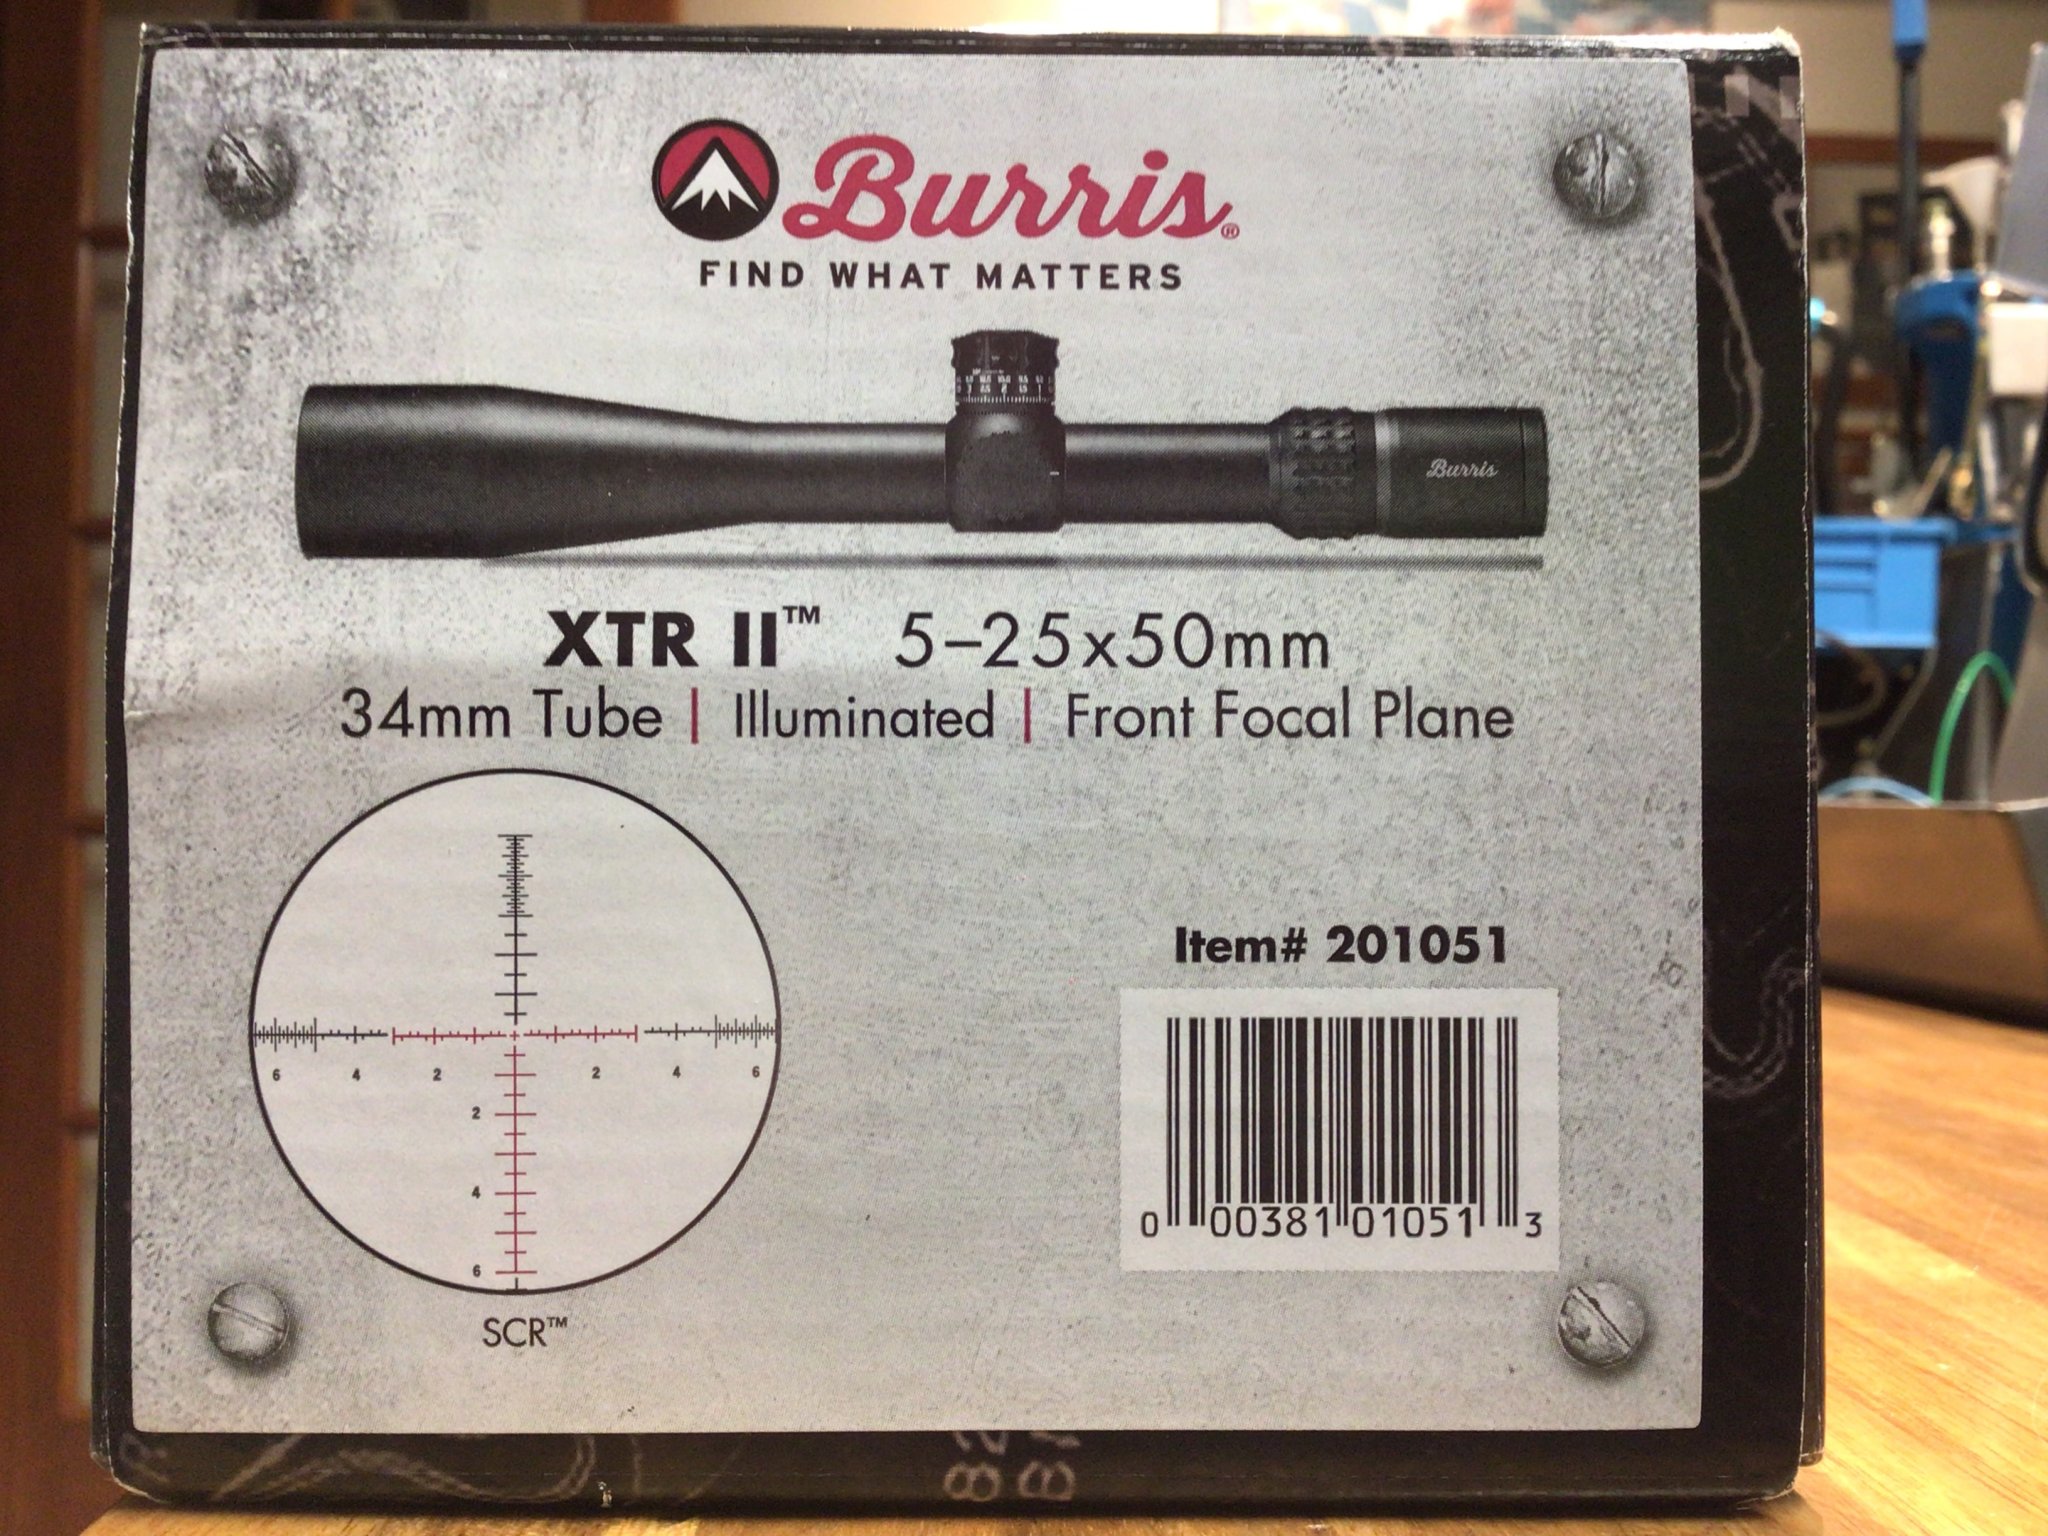 Burris®
FIND WHAT MATTERS
Burris
XTR II™ 5–25x50mm
34mm Tube | Illuminated | Front Focal Plane
6 4 2 2 4 6
2
4
6
SCR™
Item# 201051
0 00381 01051 3